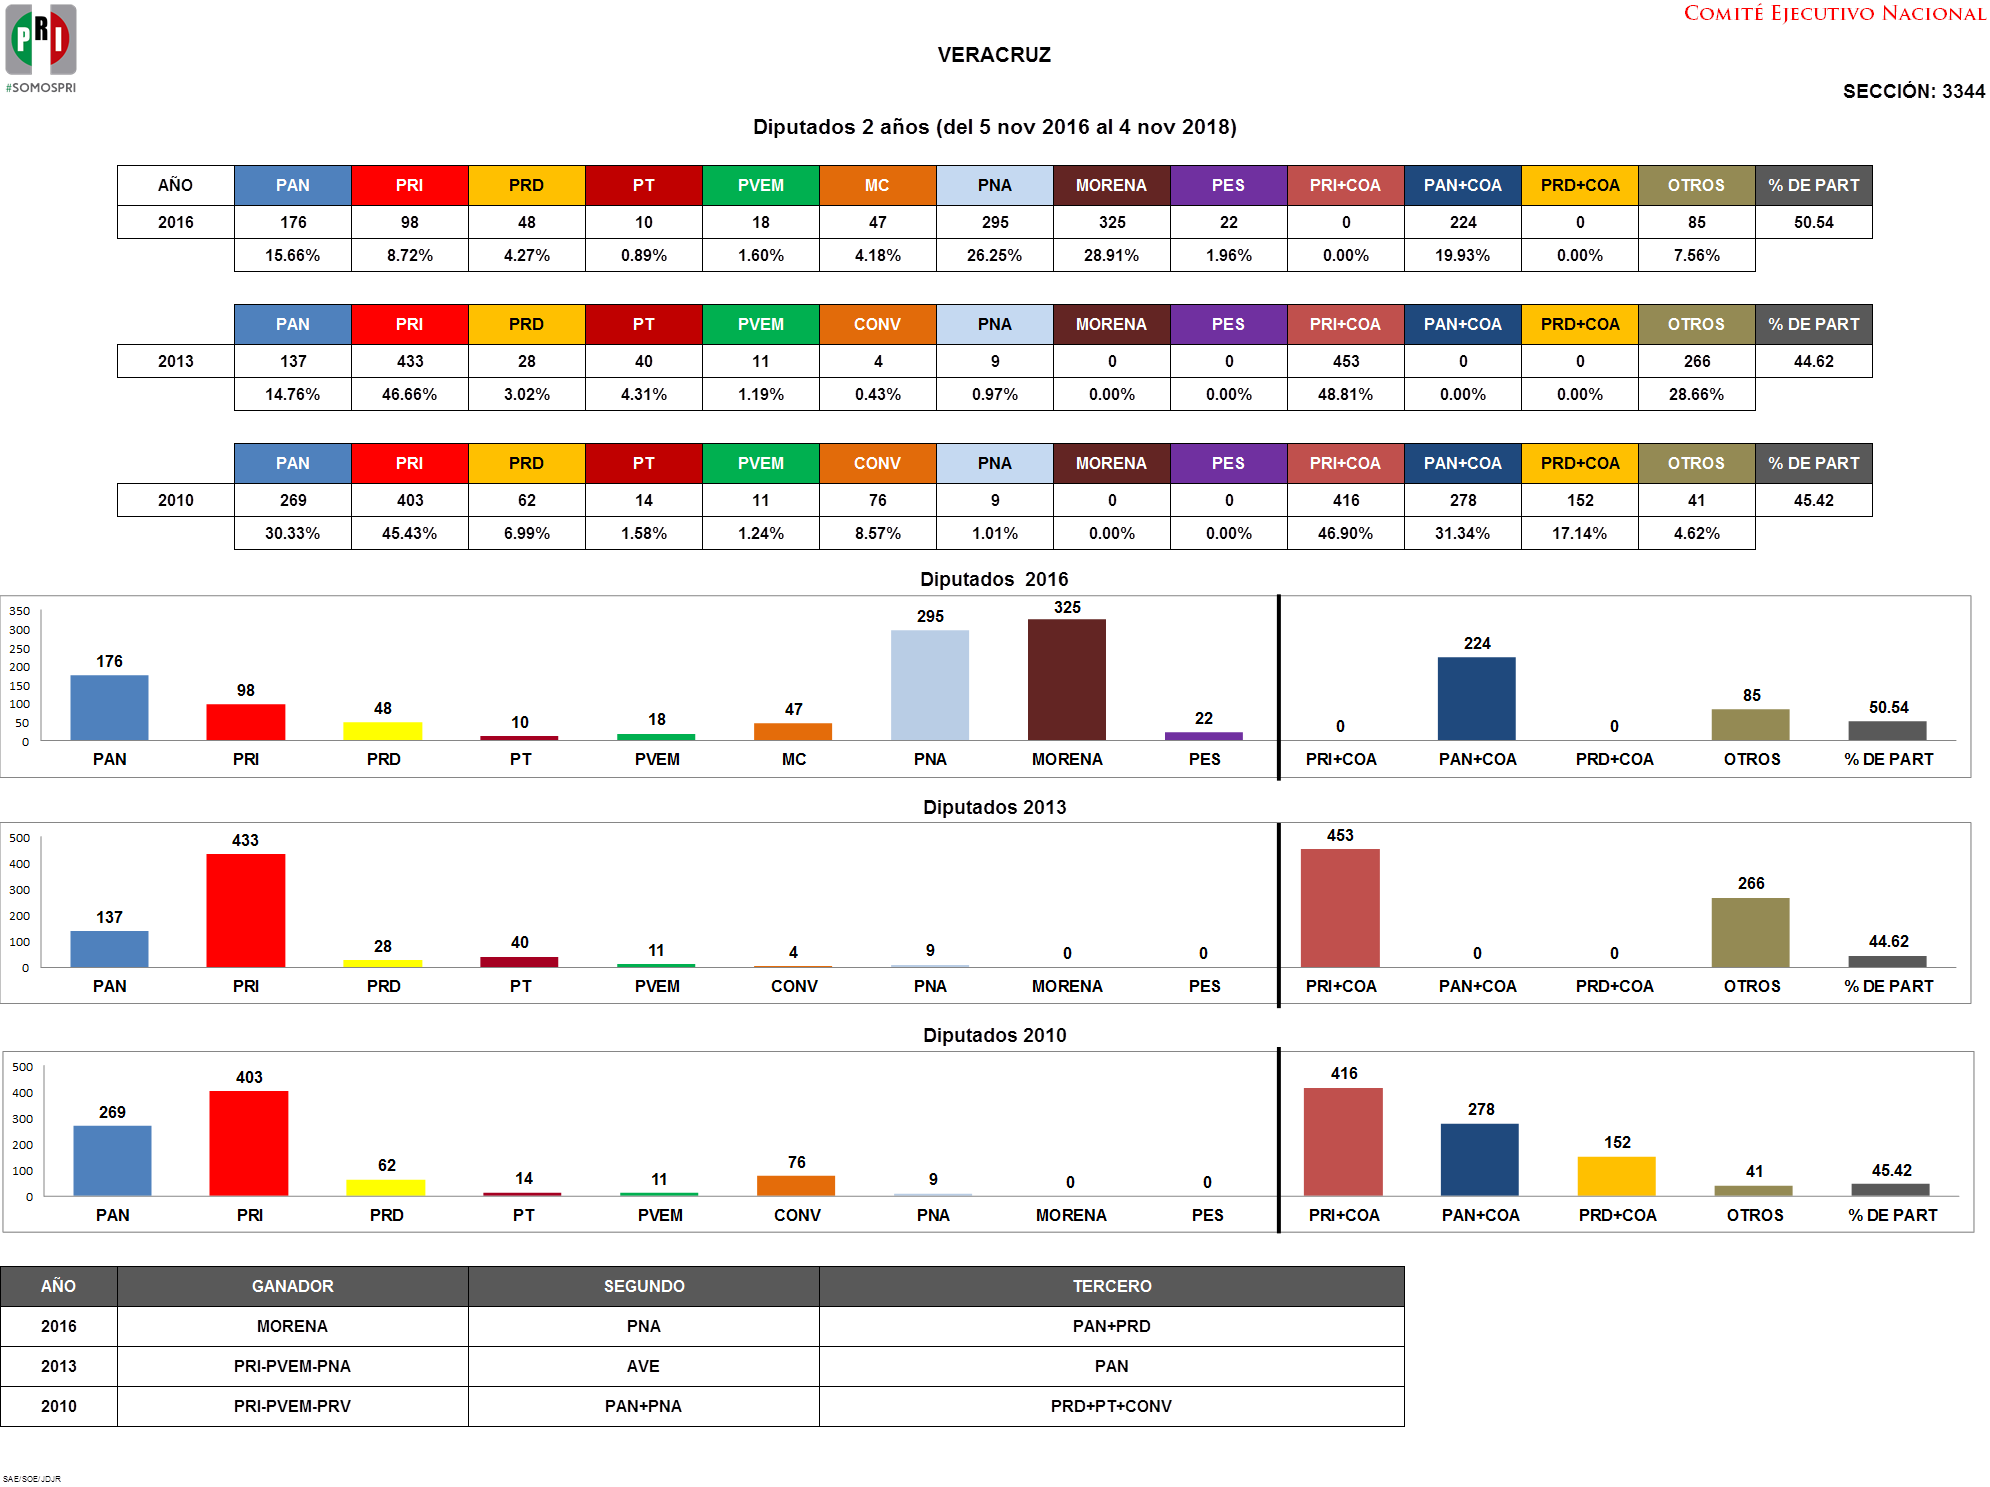 PRI
#SOMOSPRI
COMITÉ EJECUTIVO NACIONAL
VERACRUZ
SECCIÓN: 3344
Diputados 2 años (del 5 nov 2016 al 4 nov 2018)
AÑO PAN PRI PRD PT PVEM MC PNA MORENA PES PRI+COA PAN+COA PRD+COA OTROS % DE PART
2016 176 98 48 10 18 47 295 325 22 0 224 0 85 50.54
15.66% 8.72% 4.27% 0.89% 1.60% 4.18% 26.25% 28.91% 1.96% 0.00% 19.93% 0.00% 7.56%
PAN PRI PRD PT PVEM CONV PNA MORENA PES PRI+COA PAN+COA PRD+COA OTROS % DE PART
2013 137 433 28 40 11 4 9 0 0 453 0 0 266 44.62
14.76% 46.66% 3.02% 4.31% 1.19% 0.43% 0.97% 0.00% 0.00% 48.81% 0.00% 0.00% 28.66%
PAN PRI PRD PT PVEM CONV PNA MORENA PES PRI+COA PAN+COA PRD+COA OTROS % DE PART
2010 269 403 62 14 11 76 9 0 0 416 278 152 41 45.42
30.33% 45.43% 6.99% 1.58% 1.24% 8.57% 1.01% 0.00% 0.00% 46.90% 31.34% 17.14% 4.62%
Diputados 2016
350
300
250
200
150
100
50
0
176 98 48 10 18 47 295 325 22 0 224 0 85 50.54
PAN PRI PRD PT PVEM MC PNA MORENA PES PRI+COA PAN+COA PRD+COA OTROS % DE PART
Diputados 2013
500
400
300
200
100
0
137 433 28 40 11 4 9 0 0 453 0 0 266 44.62
PAN PRI PRD PT PVEM CONV PNA MORENA PES PRI+COA PAN+COA PRD+COA OTROS % DE PART
Diputados 2010
500
400
300
200
100
0
269 403 62 14 11 76 9 0 0 416 278 152 41 45.42
PAN PRI PRD PT PVEM CONV PNA MORENA PES PRI+COA PAN+COA PRD+COA OTROS % DE PART
AÑO GANADOR SEGUNDO TERCERO
2016 MORENA PNA PAN+PRD
2013 PRI-PVEM-PNA AVE PAN
2010 PRI-PVEM-PRV PAN+PNA PRD+PT+CONV
SAE/SOE/JDJR